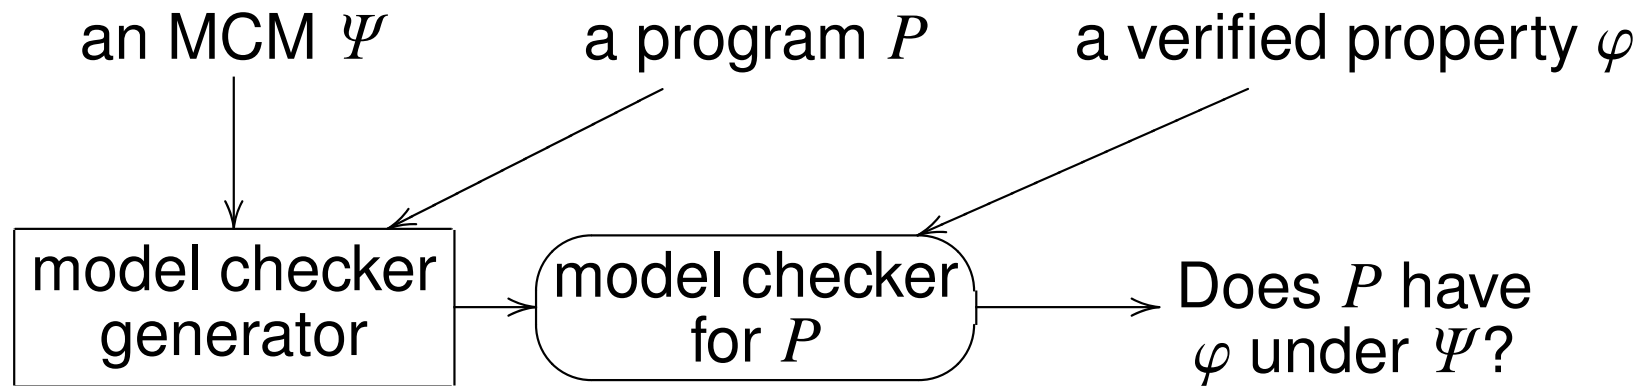 an MCM Ψ
a program P
a verified property φ
model checker
generator
model checker
for P
Does P have
φ under Ψ?